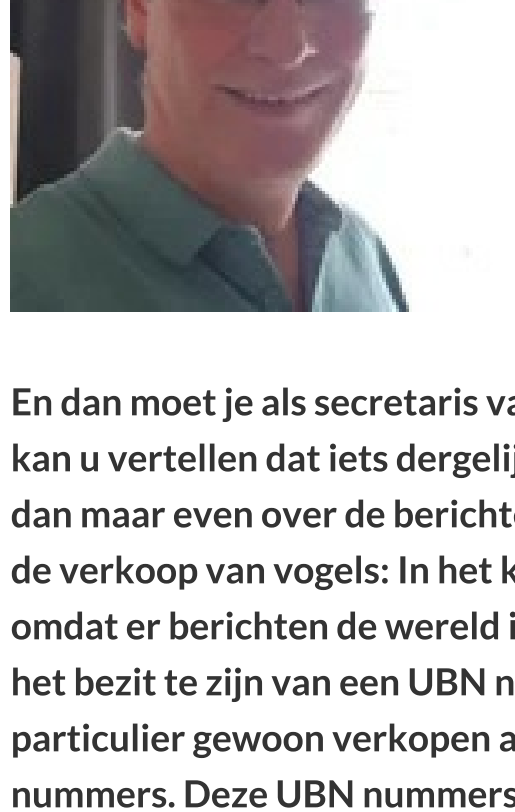 En dan moet je als secretaris
kan u vertellen dat iets
dan maar even over de
de verkoop van vogels: In het
omdat er berichten de wereld
het bezit te zijn van een UBN
particulier gewoon verkopen
nummers. Deze UBN nummers